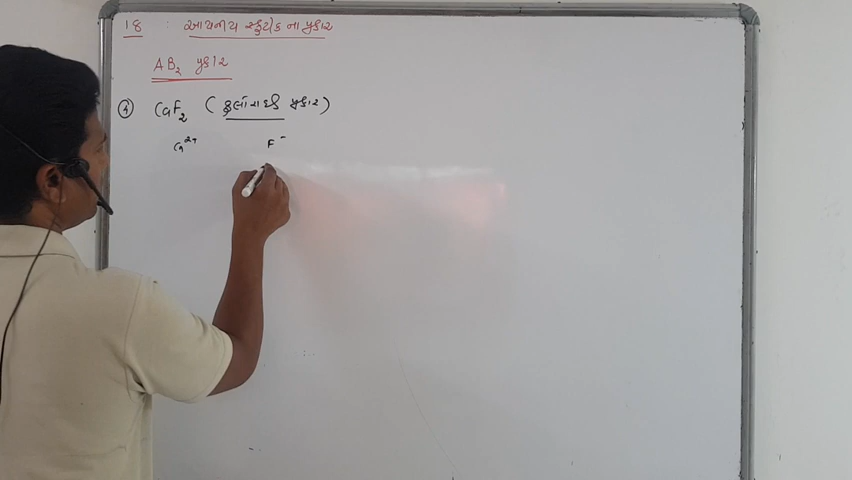 18 : આયનીય સ્ફટીક ના પ્રકાર
AB₂ પ્રકાર
① CaF₂ ( ફ્લોરાઈડ પ્રકાર )
Ca²⁺ F⁻